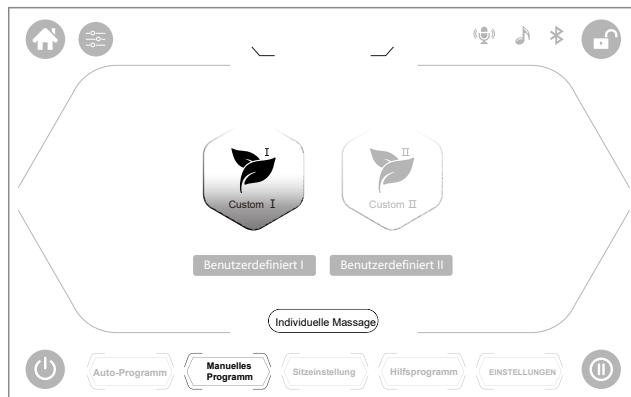 I
II
Custom I
Custom II
Benutzerdefiniert I
Benutzerdefiniert II
Individuelle Massage
Auto-Programm
Manuelles
Programm
Sitzeinstellung
Hilfsprogramm
EINSTELLUNGEN